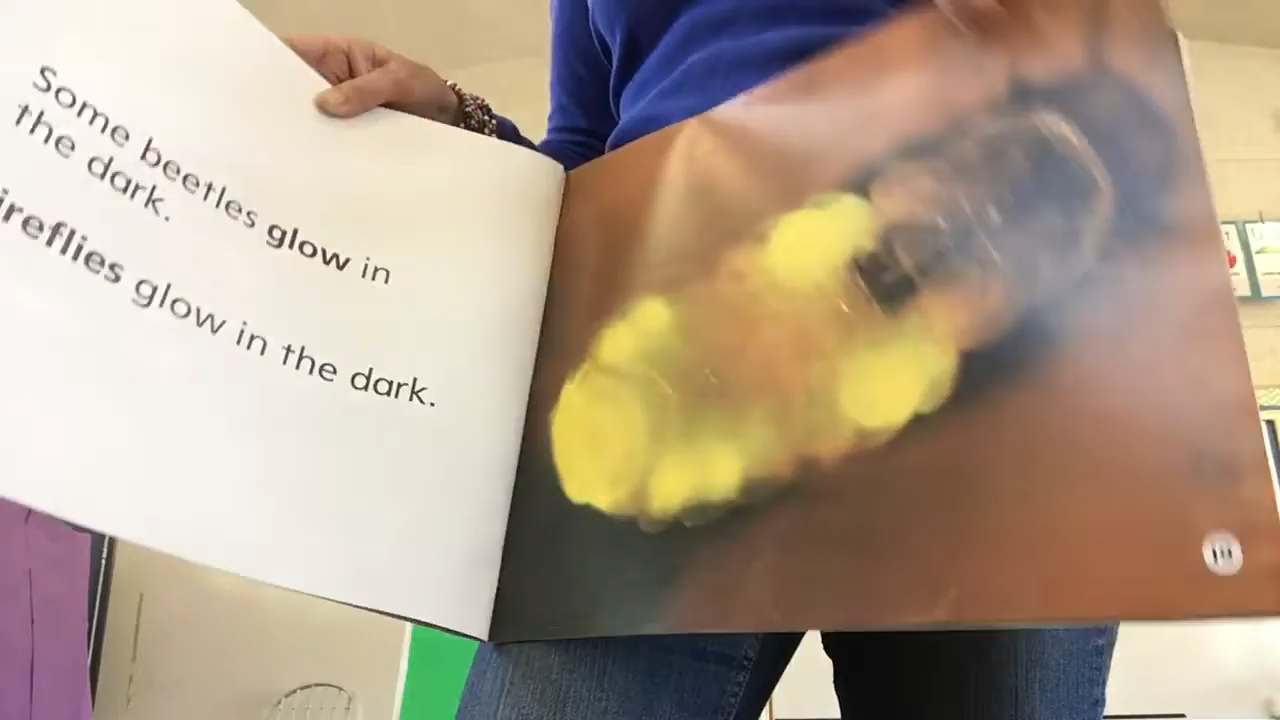 Some beetles glow in
the dark.
ireflies glow in the dark.